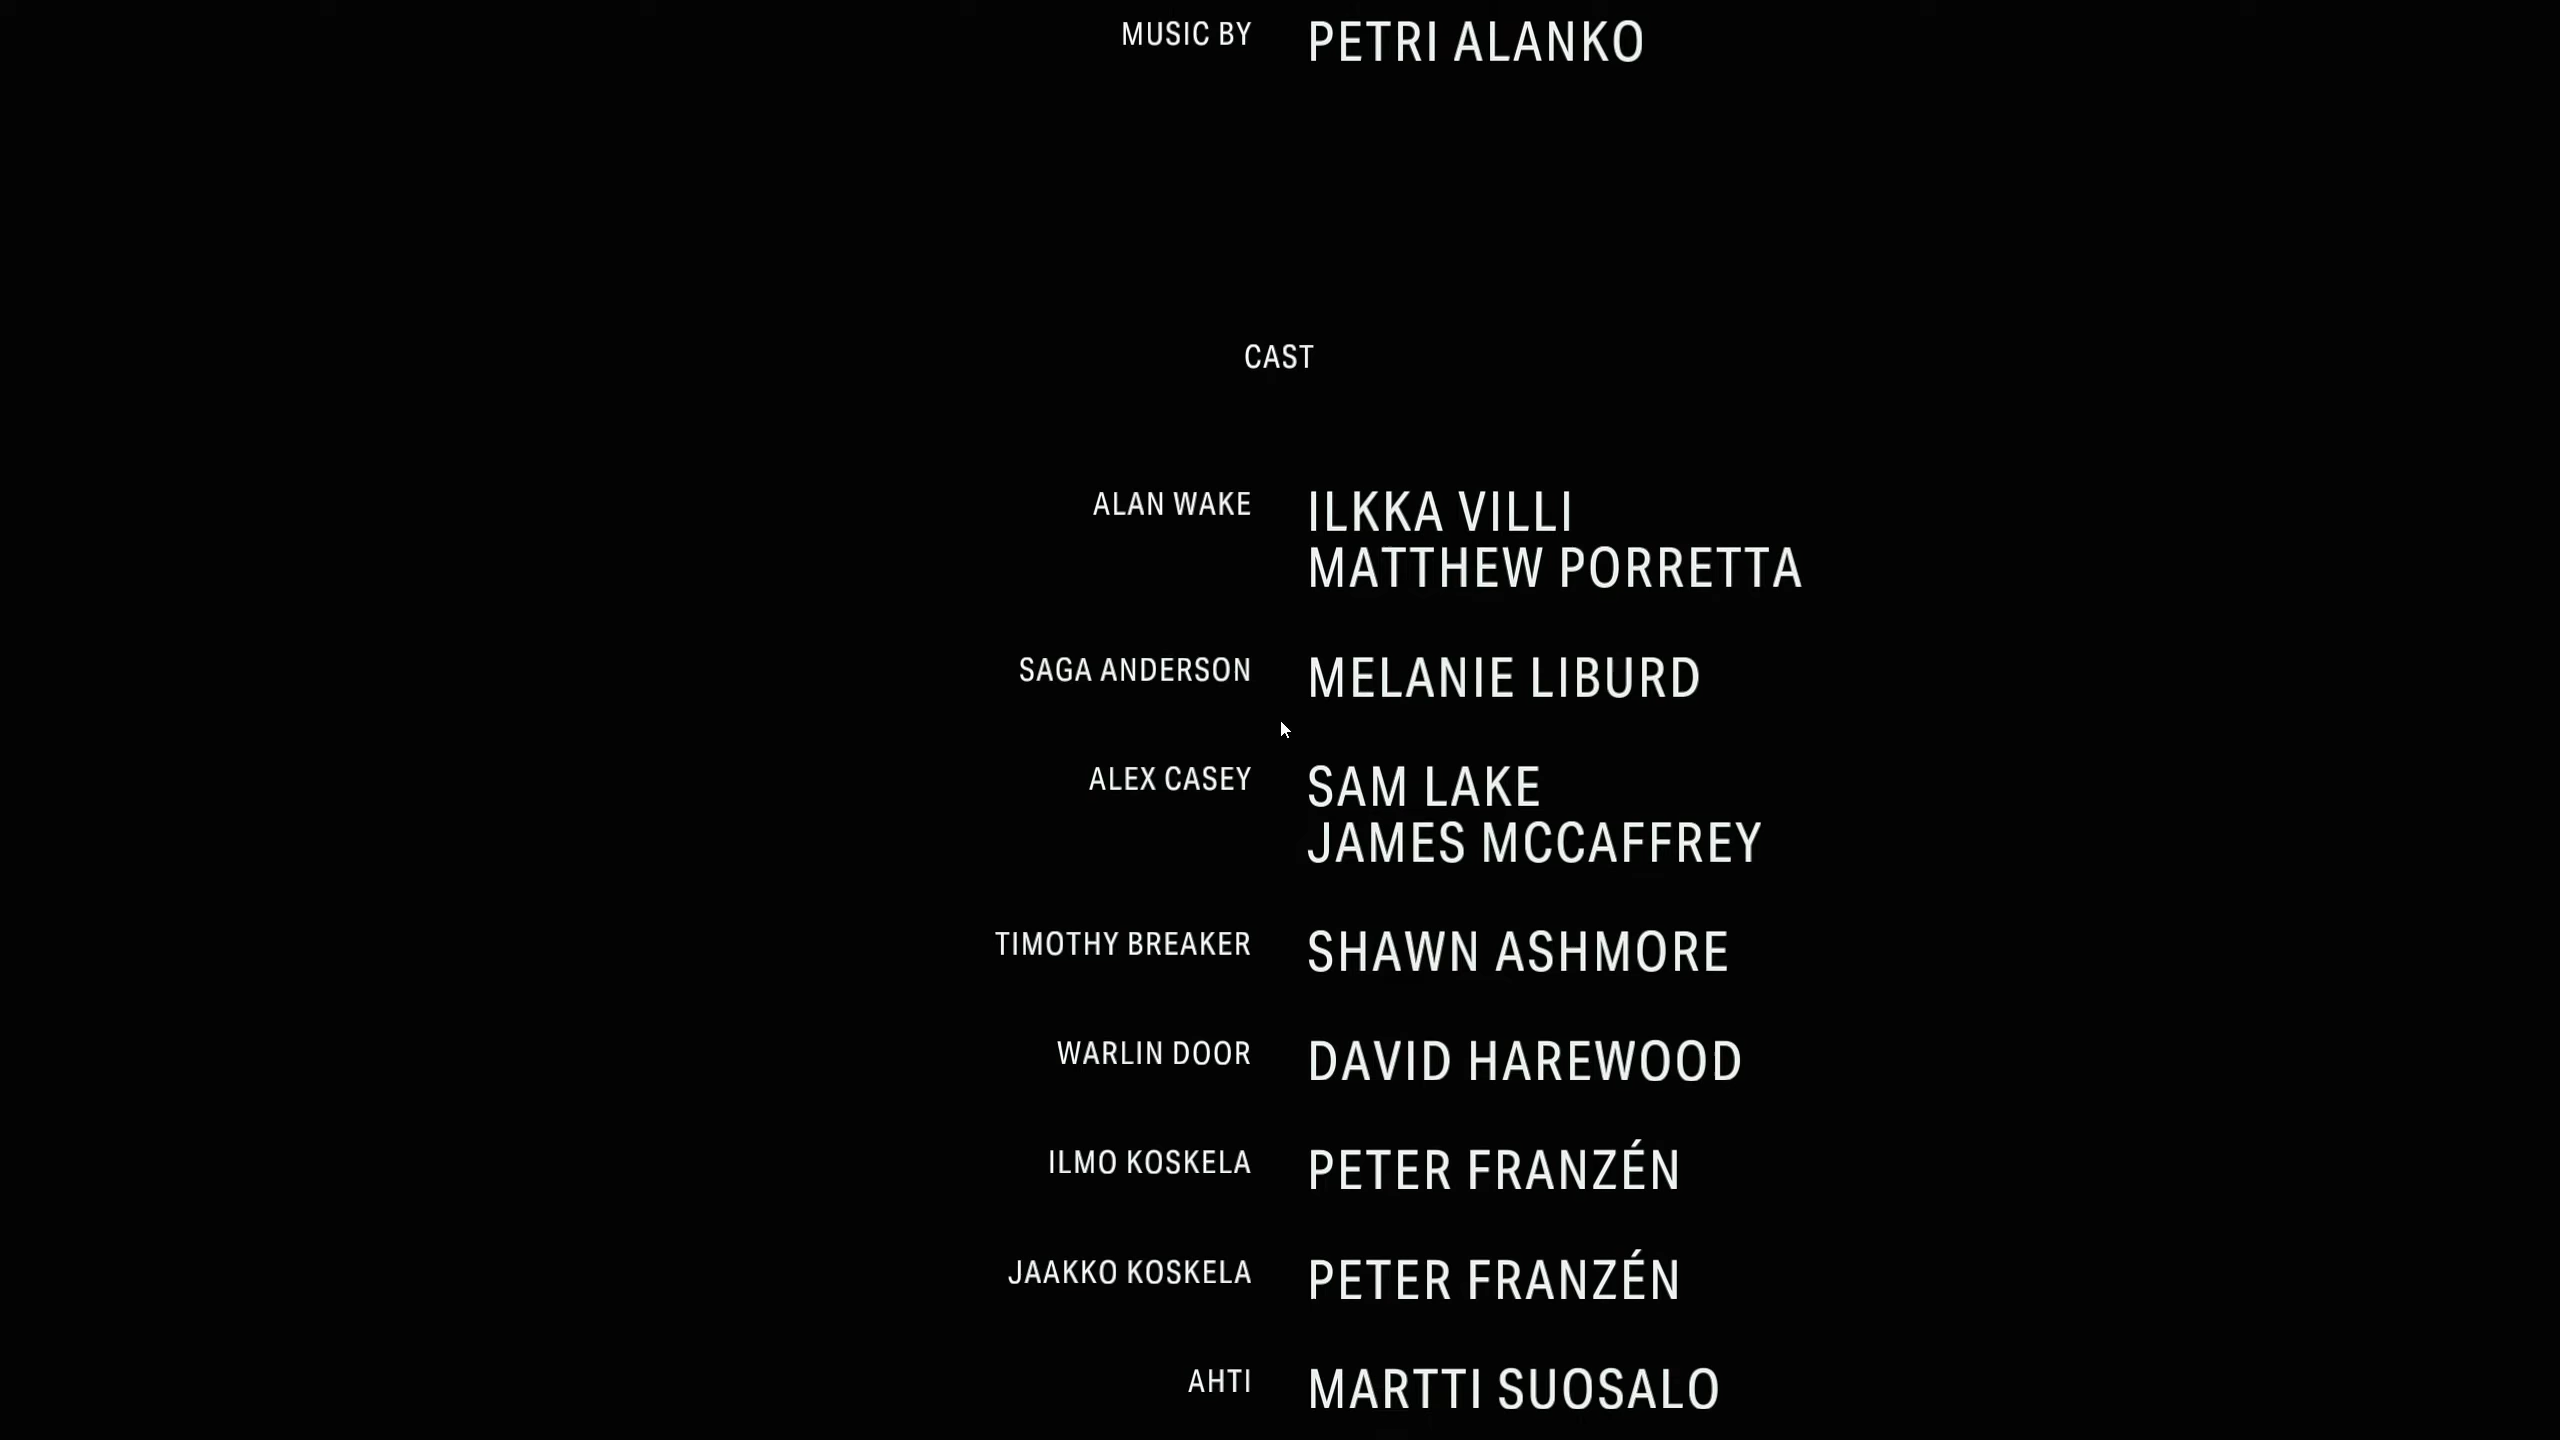 MUSIC BY PETRI ALANKO
CAST
ALAN WAKE ILKKA VILLI
MATTHEW PORRETTA
SAGA ANDERSON MELANIE LIBURD
ALEX CASEY SAM LAKE
JAMES MCCAFFREY
TIMOTHY BREAKER SHAWN ASHMORE
WARLIN DOOR DAVID HAREWOOD
ILMO KOSKELA PETER FRANZÉN
JAAKKO KOSKELA PETER FRANZÉN
AHTI MARTTI SUOSALO